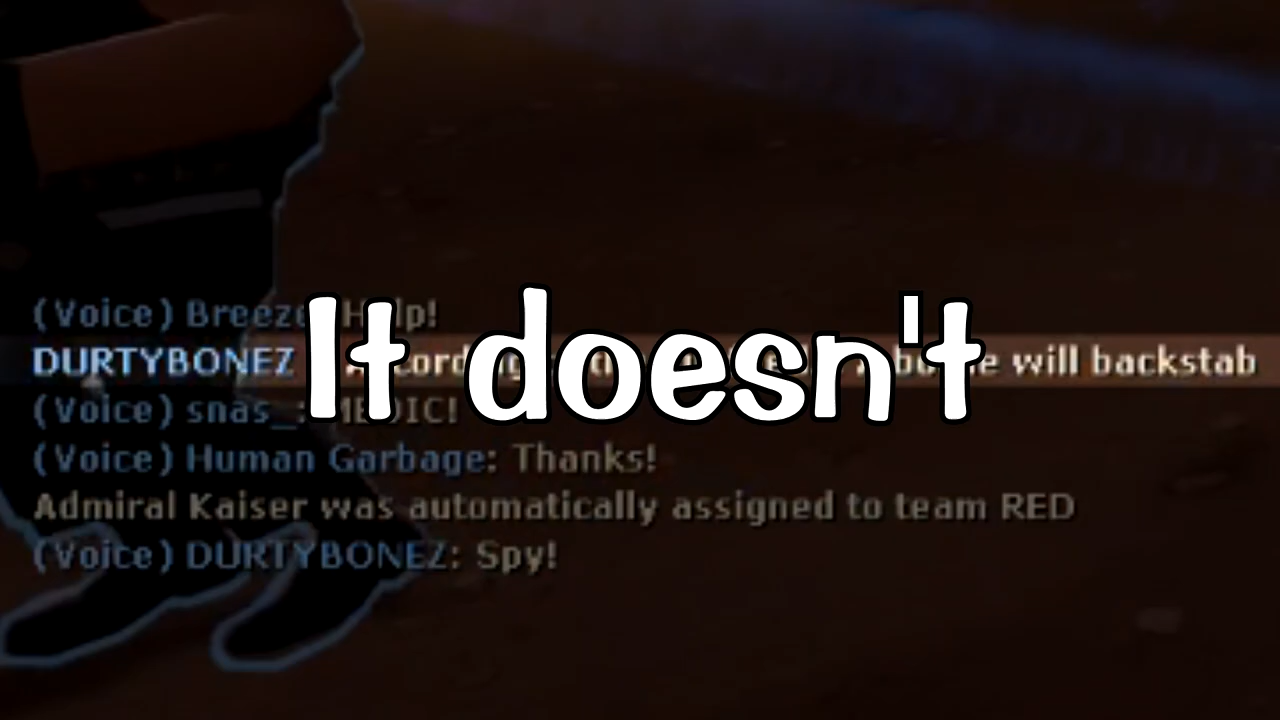 (Voice) Breeze: Help!
It doesn't
DURTYBONEZ will backstab
(Voice) snas_: MEDIC!
(Voice) Human Garbage: Thanks!
Admiral Kaiser was automatically assigned to team RED
(Voice) DURTYBONEZ: Spy!